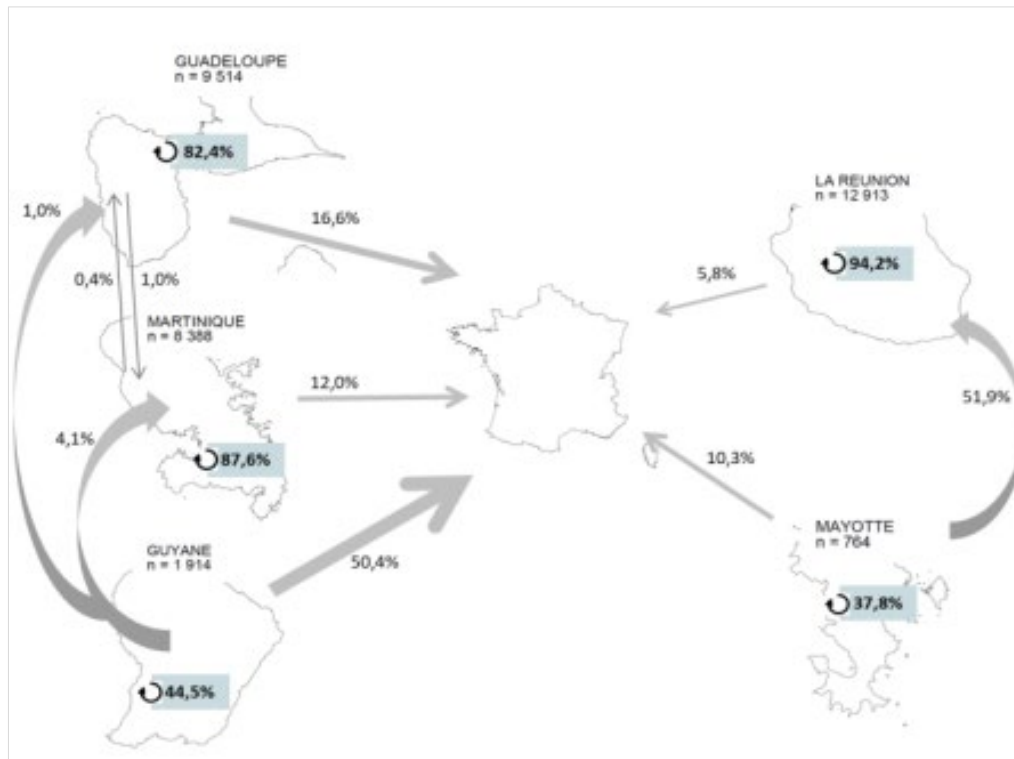 GUADELOUPE
n = 9 514
82,4%
1,0%
16,6%
0,4%
1,0%
MARTINIQUE
n = 8 388
12,0%
4,1%
87,6%
GUYANE
n = 1 914
50,4%
44,5%
LA REUNION
n = 12 913
94,2%
5,8%
51,9%
10,3%
MAYOTTE
n = 764
37,8%